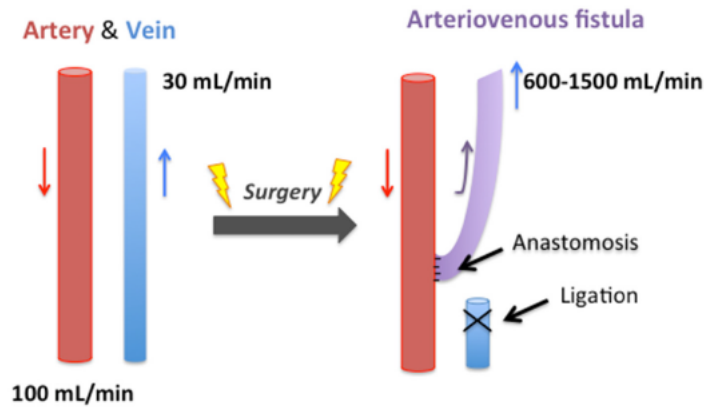 Artery & Vein
30 mL/min
100 mL/min
Surgery
Arteriovenous fistula
600-1500 mL/min
Anastomosis
Ligation